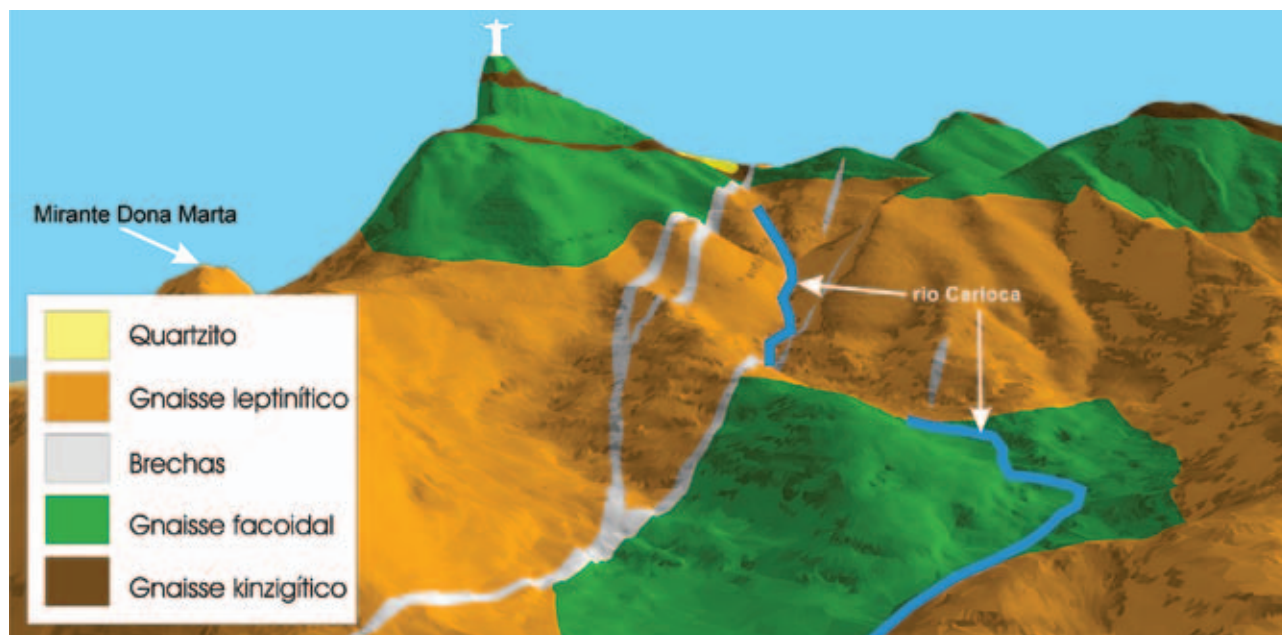 Mirante Dona Marta
rio Carioca
Quartzito
Gnaisse leptinítico
Brechas
Gnaisse facoidal
Gnaisse kinzigítico